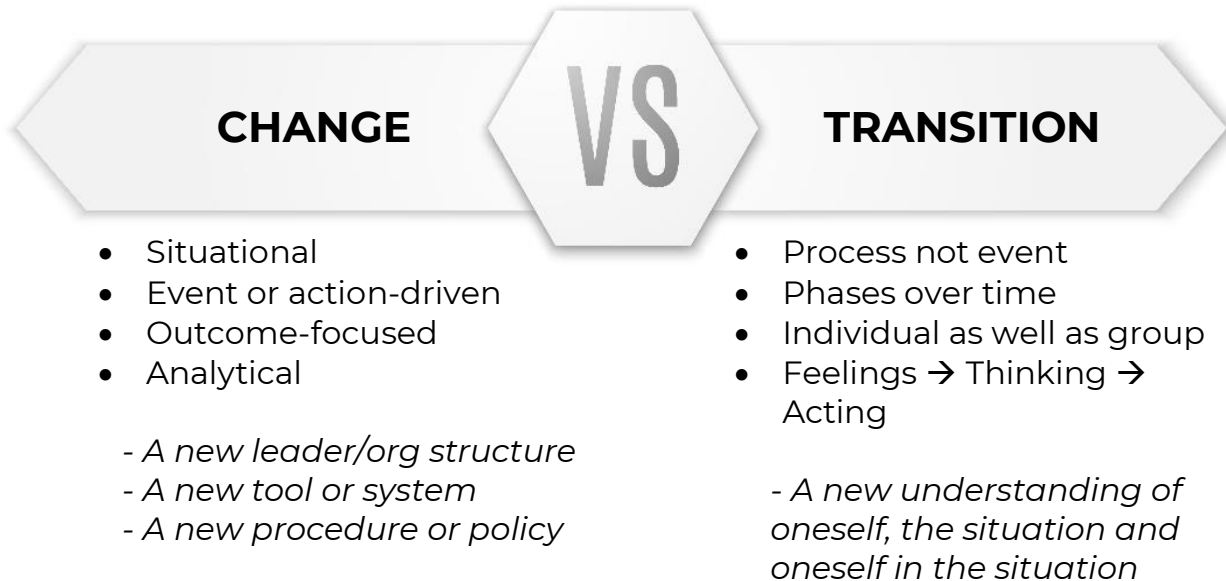 CHANGE
VS
TRANSITION
• Situational
• Event or action-driven
• Outcome-focused
• Analytical
- A new leader/org structure
- A new tool or system
- A new procedure or policy
• Process not event
• Phases over time
• Individual as well as group
• Feelings → Thinking →
Acting
- A new understanding of
oneself, the situation and
oneself in the situation